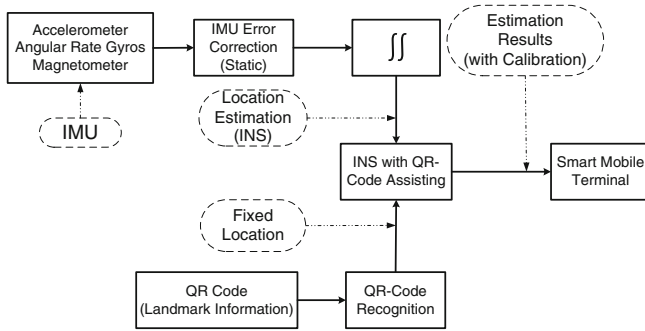 Accelerometer
Angular Rate Gyros
Magnetometer
IMU Error
Correction
(Static)
∫∫
Estimation
Results
(with Calibration)
IMU
Location
Estimation
(INS)
INS with QR-
Code Assisting
Smart Mobile
Terminal
Fixed
Location
QR Code
(Landmark Information)
QR-Code
Recognition